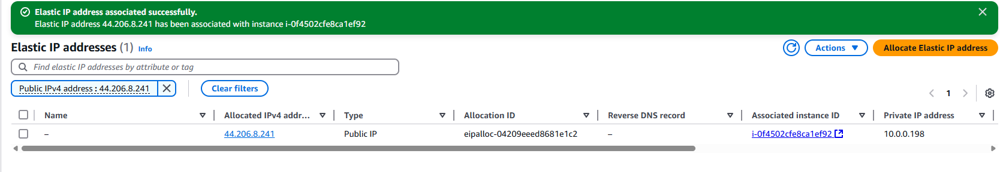 Elastic IP address associated successfully.
Elastic IP address 44.206.8.241 has been associated with instance i-0f4502cfe8ca1ef92
Elastic IP addresses (1) Info
Actions
Allocate Elastic IP address
Find elastic IP addresses by attribute or tag
Public IPv4 address : 44.206.8.241
Clear filters
1
Name Allocated IPv4 addr... Type Allocation ID Reverse DNS record Associated instance ID Private IP address
– 44.206.8.241 Public IP eipalloc-04209eeed8681e1c2 – i-0f4502cfe8ca1ef92 10.0.0.198